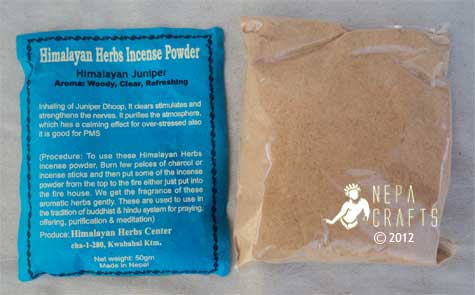 Himalayan Herbs Incense Powder
Himalayan Juniper
Aroma: Woody, Clear, Refreshing
Inhaling of Juniper Dhoop, It clears stimulates and
strengthene the nerves. It purifies the atmosphere,
which has a calming effect for over-stressed also
it is good for PMS
(Procedure: To use these Himalayan Herbs
incense powder, Burn few peices of charcol or
incense sticks and then put some of the incense
powder from the top to the fire either just put into
the fire house. We get the fragrance of these
aromatic herbs gently. These are used to use in
the tradition of buddhist & hindu system for praying,
offering, purification & meditation)
Produce: Himalayan Herbs Center
cha-1-280, Kwabahal Ktm.
Net weight: 50gm
Made in Nepal
NEPA
CRAFTS
© 2012